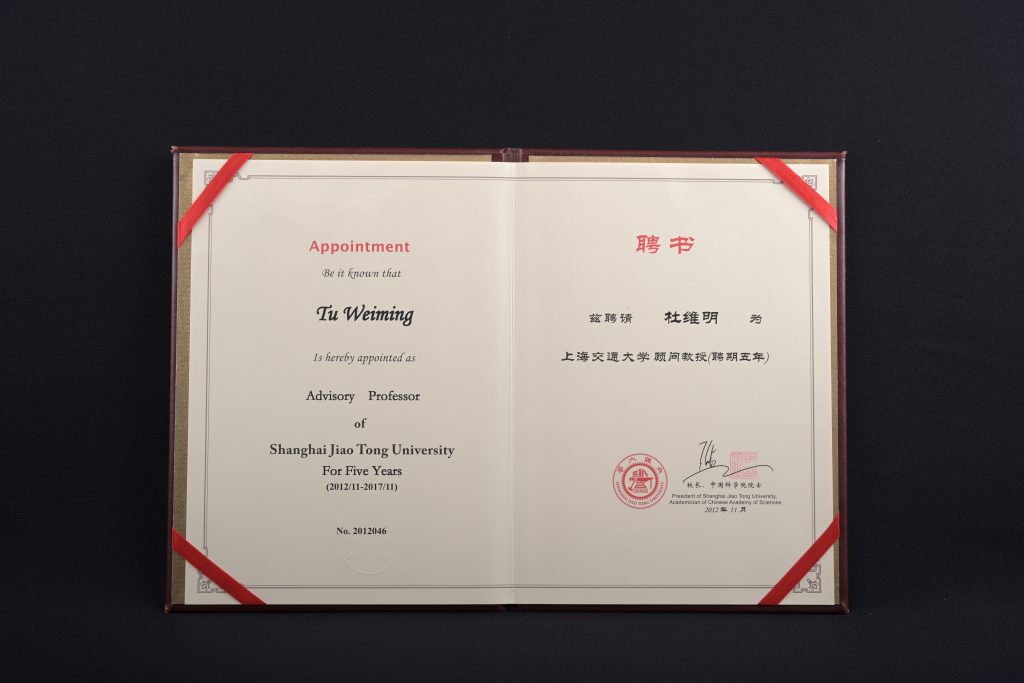 Appointment
Be it known that
Tu Weiming
Is hereby appointed as
Advisory Professor
of
Shanghai Jiao Tong University
For Five Years
(2012/11-2017/11)
No. 2012046
聘书
兹聘请 杜维明 为
上海交通大学顾问教授(聘期五年)
校长、中国科学院院士
President of Shanghai Jiao Tong University,
Academician of Chinese Academy of Sciences
2012年 11月
SHANGHAI JIAO TONG UNIVERSITY